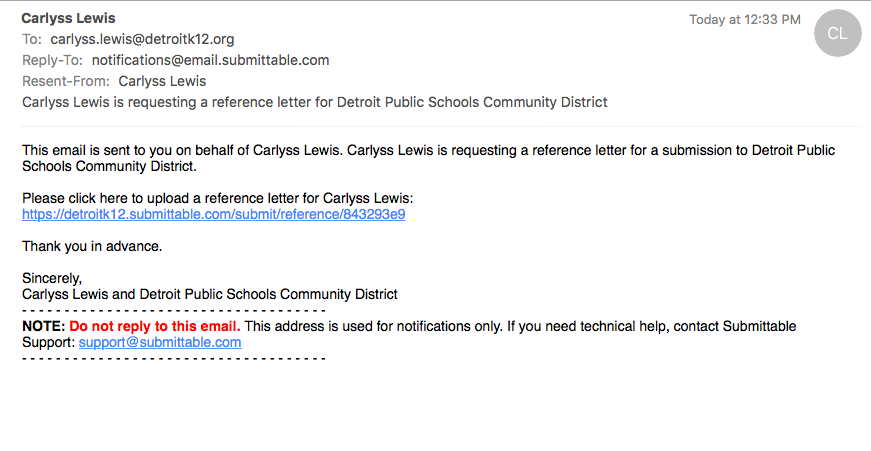 Carlyss Lewis
Today at 12:33 PM
CL
To: carlyss.lewis@detroitk12.org
Reply-To: notifications@email.submittable.com
Resent-From: Carlyss Lewis
Carlyss Lewis is requesting a reference letter for Detroit Public Schools Community District
This email is sent to you on behalf of Carlyss Lewis. Carlyss Lewis is requesting a reference letter for a submission to Detroit Public
Schools Community District.
Please click here to upload a reference letter for Carlyss Lewis:
https://detroitk12.submittable.com/submit/reference/843293e9
Thank you in advance.
Sincerely,
Carlyss Lewis and Detroit Public Schools Community District
- - - - - - - - - - - - - - - - - - - - - - - - - - - - - - - - - - - -
NOTE: Do not reply to this email. This address is used for notifications only. If you need technical help, contact Submittable
Support: support@submittable.com
- - - - - - - - - - - - - - - - - - - - - - - - - - - - - - - - - - - -